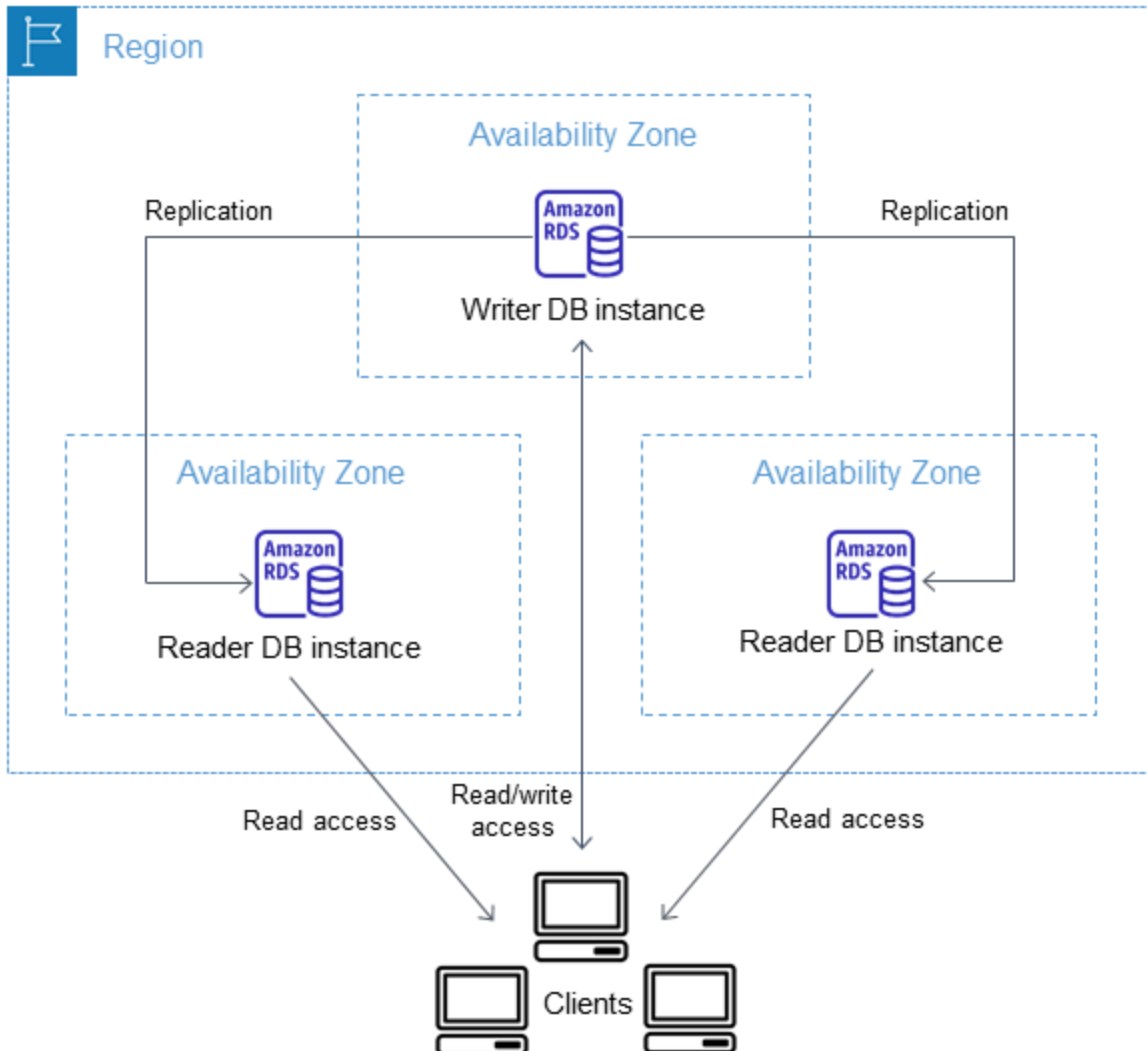 Region
Availability Zone
Replication
Replication
Amazon
RDS
Writer DB instance
Availability Zone
Availability Zone
Amazon
RDS
Amazon
RDS
Reader DB instance
Reader DB instance
Read access
Read/write
access
Read access
Clients